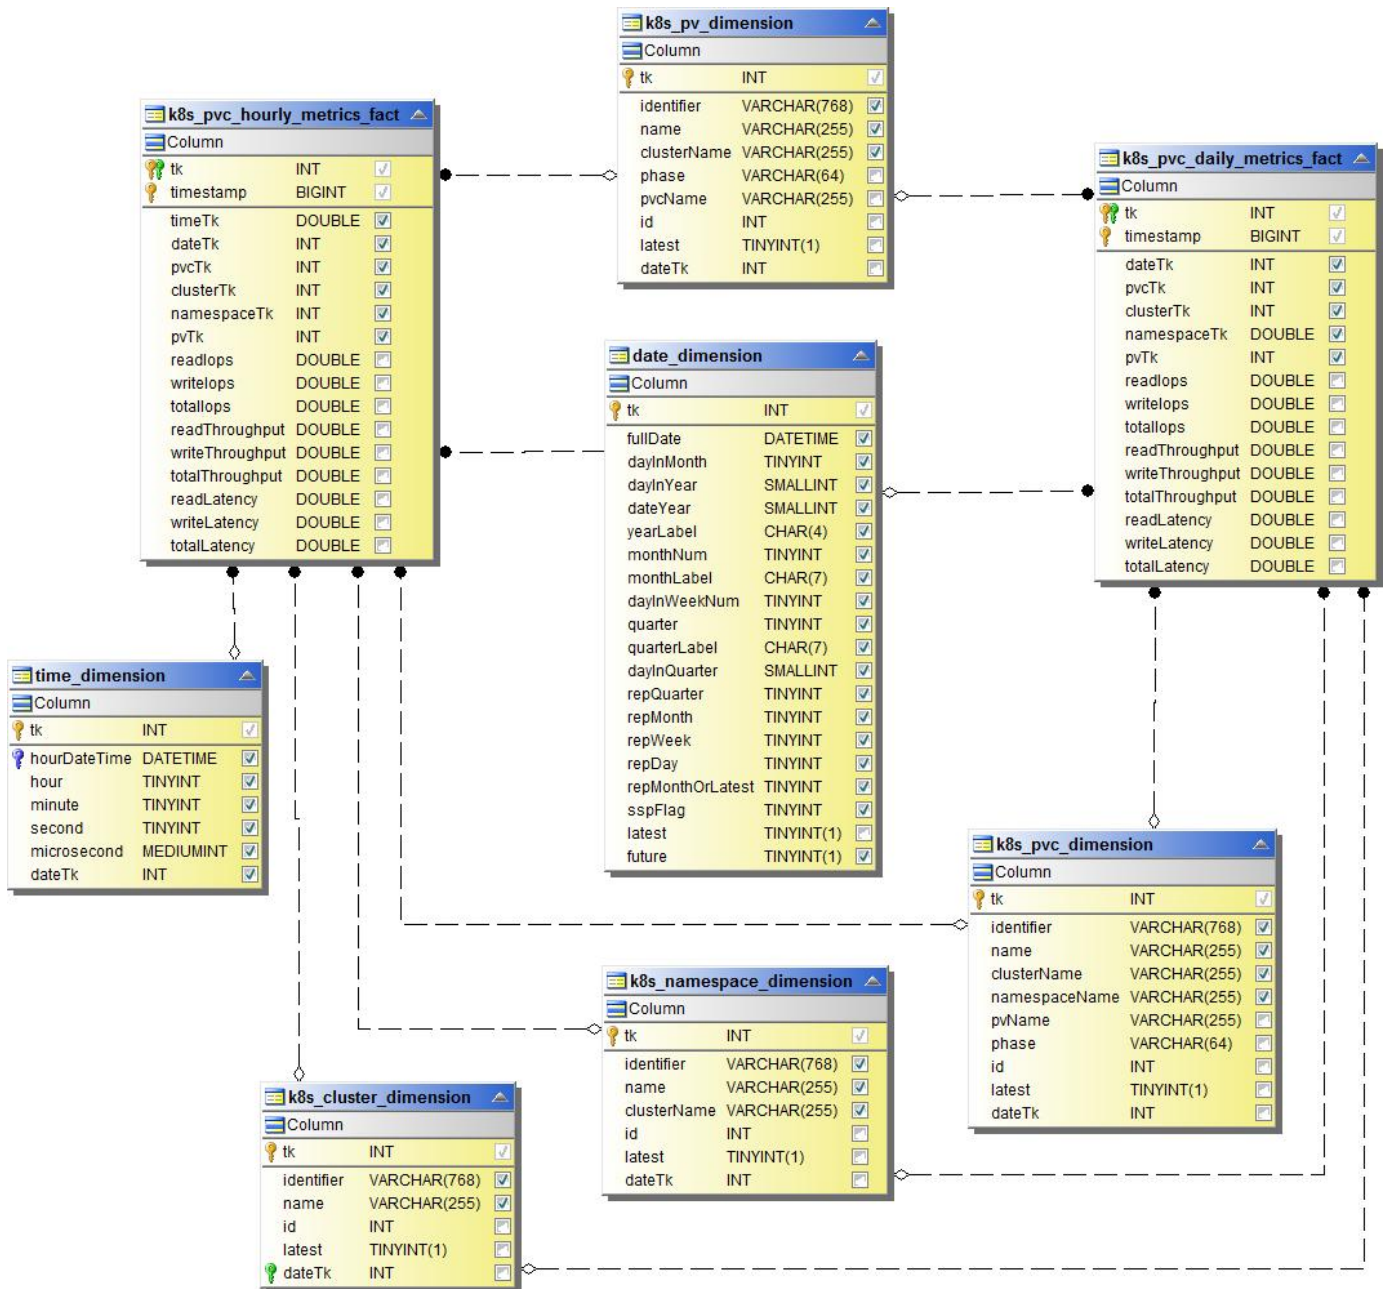 k8s_pv_dimension
Column
tk INT
identifier VARCHAR(768)
name VARCHAR(255)
clusterName VARCHAR(255)
phase VARCHAR(64)
pvcName VARCHAR(255)
id INT
latest TINYINT(1)
dateTk INT
k8s_pvc_hourly_metrics_fact
Column
tk INT
timestamp BIGINT
timeTk DOUBLE
dateTk INT
pvcTk INT
clusterTk INT
namespaceTk INT
pvTk INT
readIops DOUBLE
writeIops DOUBLE
totalIops DOUBLE
readThroughput DOUBLE
writeThroughput DOUBLE
totalThroughput DOUBLE
readLatency DOUBLE
writeLatency DOUBLE
totalLatency DOUBLE
k8s_pvc_daily_metrics_fact
Column
tk INT
timestamp BIGINT
dateTk INT
pvcTk INT
clusterTk INT
namespaceTk DOUBLE
pvTk INT
readIops DOUBLE
writeIops DOUBLE
totalIops DOUBLE
readThroughput DOUBLE
writeThroughput DOUBLE
totalThroughput DOUBLE
readLatency DOUBLE
writeLatency DOUBLE
totalLatency DOUBLE
date_dimension
Column
tk INT
fullDate DATETIME
dayInMonth TINYINT
dayInYear SMALLINT
dateYear SMALLINT
yearLabel CHAR(4)
monthNum TINYINT
monthLabel CHAR(7)
dayInWeekNum TINYINT
quarter TINYINT
quarterLabel CHAR(7)
dayInQuarter SMALLINT
repQuarter TINYINT
repMonth TINYINT
repWeek TINYINT
repDay TINYINT
repMonthOrLatest TINYINT
sspFlag TINYINT
latest TINYINT(1)
future TINYINT(1)
time_dimension
Column
tk INT
hourDateTime DATETIME
hour TINYINT
minute TINYINT
second TINYINT
microsecond MEDIUMINT
dateTk INT
k8s_pvc_dimension
Column
tk INT
identifier VARCHAR(768)
name VARCHAR(255)
clusterName VARCHAR(255)
namespaceName VARCHAR(255)
pvName VARCHAR(255)
phase VARCHAR(64)
id INT
latest TINYINT(1)
dateTk INT
k8s_namespace_dimension
Column
tk INT
identifier VARCHAR(768)
name VARCHAR(255)
clusterName VARCHAR(255)
id INT
latest TINYINT(1)
dateTk INT
k8s_cluster_dimension
Column
tk INT
identifier VARCHAR(768)
name VARCHAR(255)
id INT
latest TINYINT(1)
dateTk INT